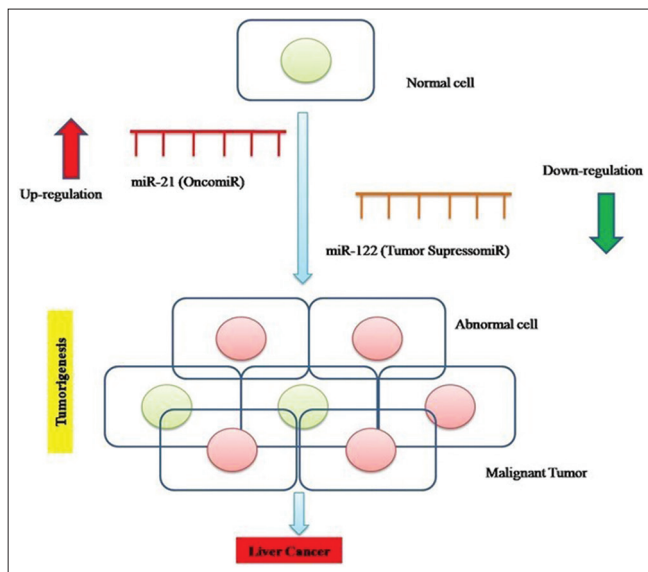 Normal cell
miR-21 (OncomiR)
Up-regulation
Down-regulation
miR-122 (Tumor SupressomiR)
Abnormal cell
Tumorigenesis
Malignant Tumor
Liver Cancer